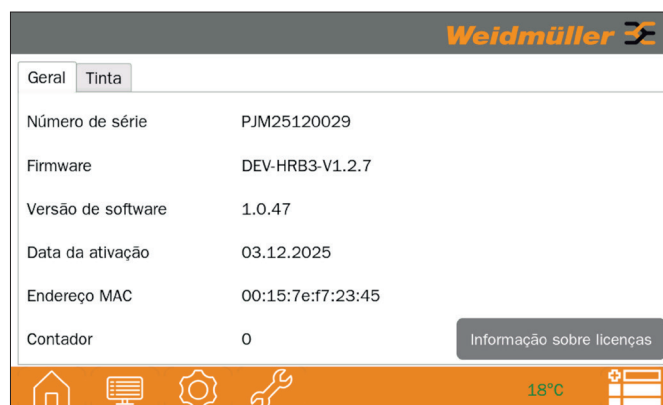 Weidmüller
Geral Tinta
Número de série PJM25120029
Firmware DEV-HRB3-V1.2.7
Versão de software 1.0.47
Data da ativação 03.12.2025
Endereço MAC 00:15:7e:f7:23:45
Contador 0 Informação sobre licenças
18°C